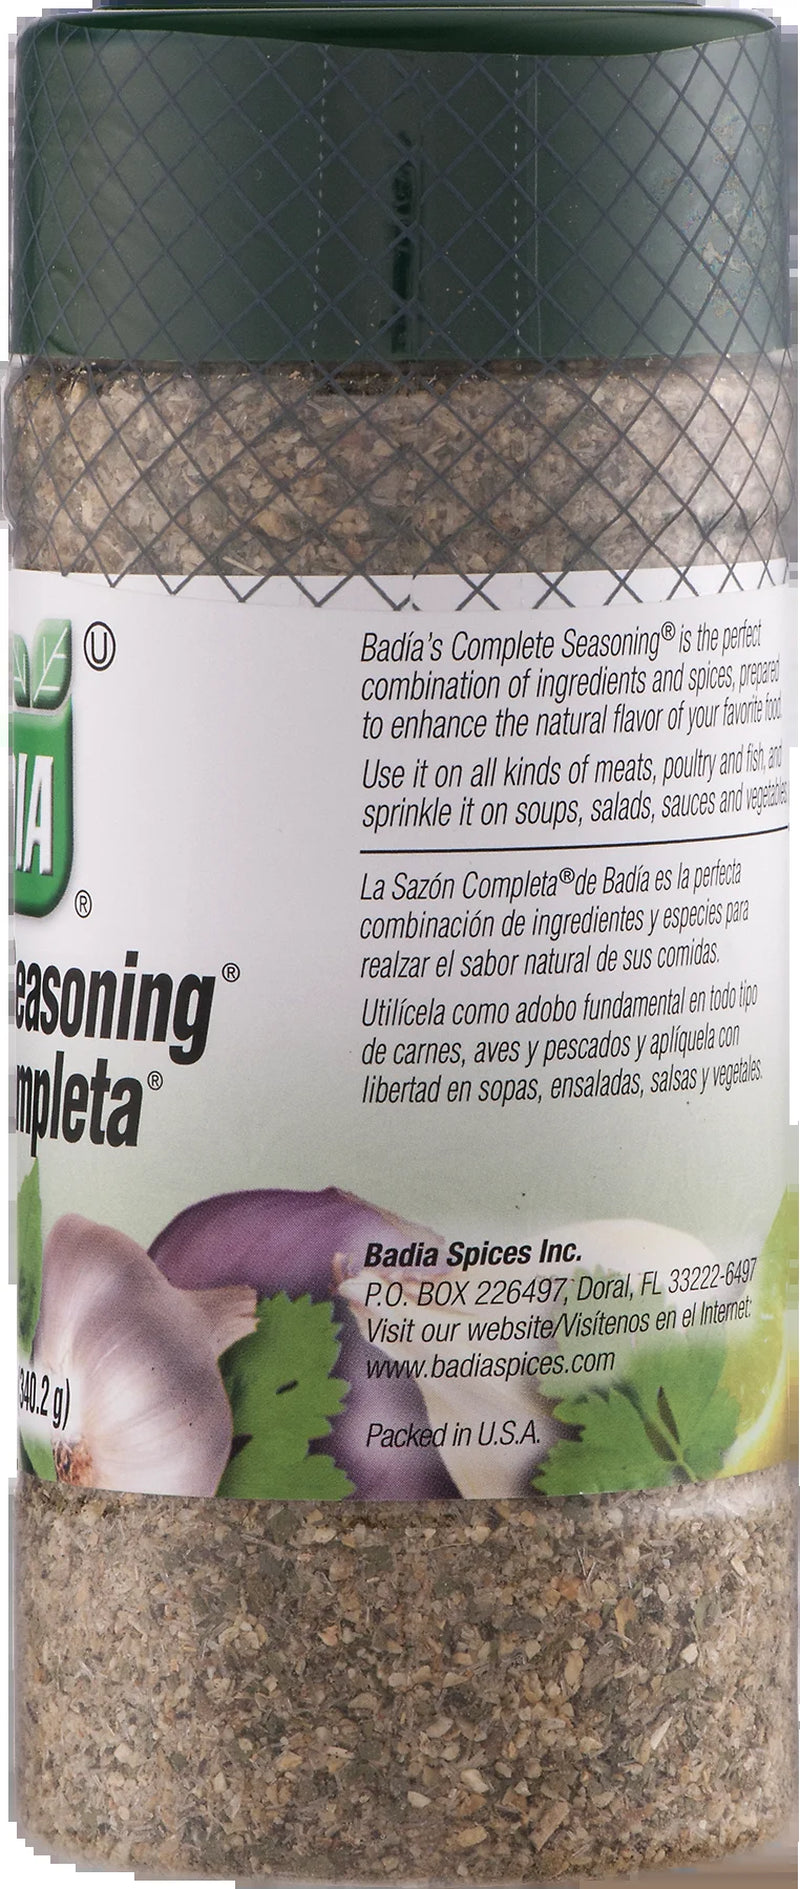 U
IA
®
easoning®
mpleta®
340.2 g)
Badía's Complete Seasoning® is the perfect
combination of ingredients and spices, prepared
to enhance the natural flavor of your favorite food.
Use it on all kinds of meats, poultry and fish, and
sprinkle it on soups, salads, sauces and vegetables
La Sazón Completa® de Badía es la perfecta
combinación de ingredientes y especies para
realzar el sabor natural de sus comidas.
Utilícela como adobo fundamental en todo tipo
de carnes, aves y pescados y aplíquela con
libertad en sopas, ensaladas, salsas y vegetales.
Badia Spices Inc.
P.O. BOX 226497, Doral, FL 33222-6497
Visit our website/Visítenos en el Internet:
www.badiaspices.com
Packed in U.S.A.